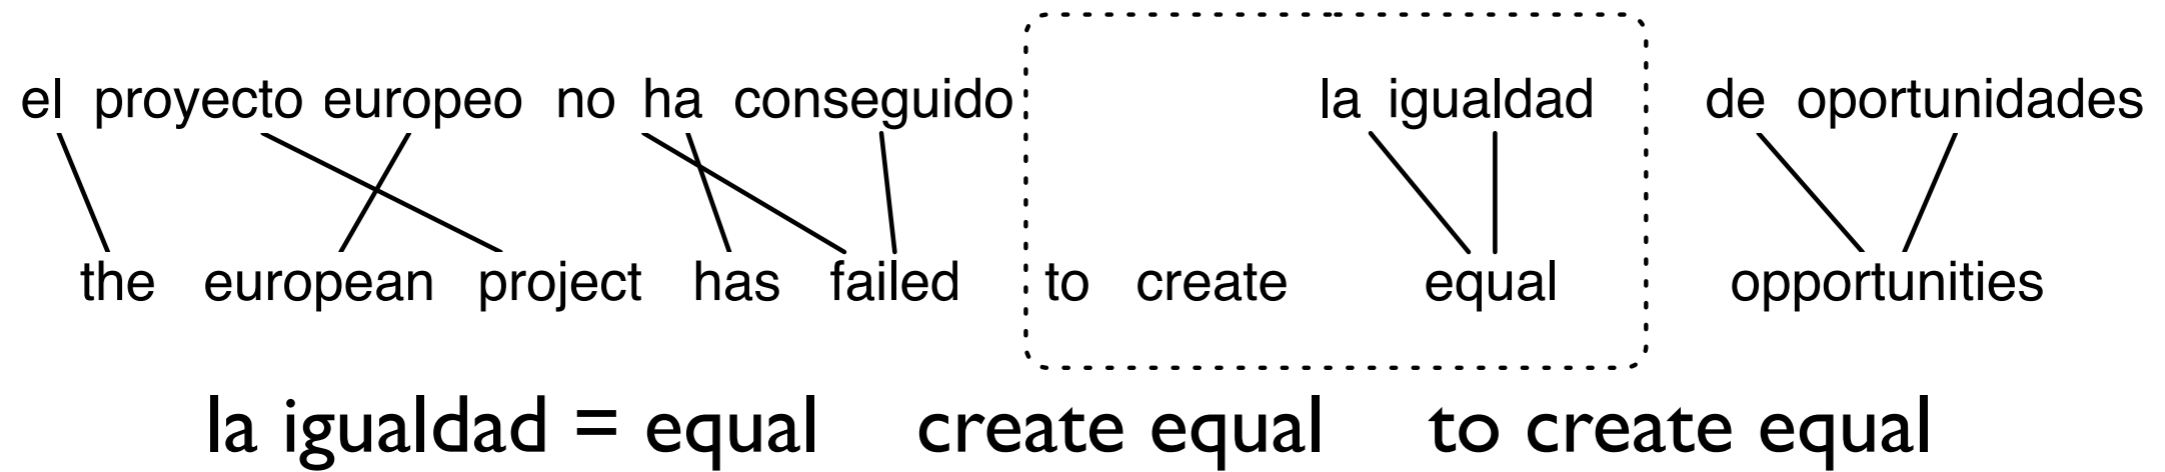 el proyecto europeo no ha conseguido la igualdad de oportunidades
the european project has failed to create equal opportunities
la igualdad = equal create equal to create equal